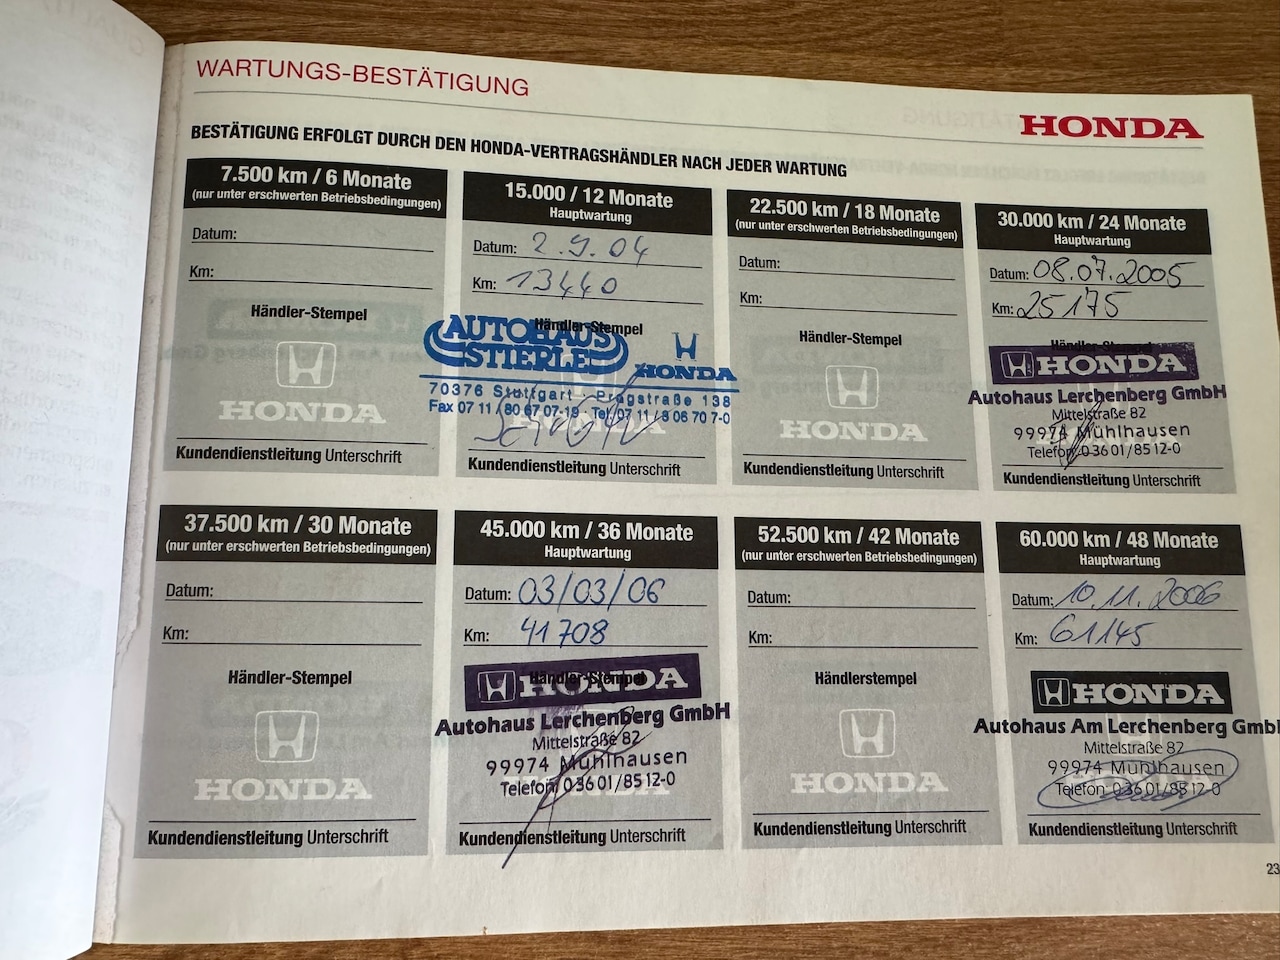 WARTUNGS-BESTÄTIGUNG
HONDA
BESTÄTIGUNG ERFOLGT DURCH DEN HONDA-VERTRAGSHÄNDLER NACH JEDER WARTUNG
7.500 km / 6 Monate
(nur unter erschwerten Betriebsbedingungen)
Datum:
Km:
Händler-Stempel
HONDA
Kundendienstleitung Unterschrift
15.000 / 12 Monate
Hauptwartung
Datum: 2.9.04
Km: 13440
Händler-Stempel
AUTOHAUS
STIERLE
HONDA
70376 Stuttgart - Pragstraße 138
Fax 07 11 / 80 67 07-19 · Tel. 07 11 / 8 06 70 7-0
Kundendienstleitung Unterschrift
22.500 km / 18 Monate
(nur unter erschwerten Betriebsbedingungen)
Datum:
Km:
Händler-Stempel
HONDA
Kundendienstleitung Unterschrift
30.000 km / 24 Monate
Hauptwartung
Datum: 08.07.2005
Km: 25175
Händler-Stempel
HONDA
Autohaus Lerchenberg GmbH
Mittelstraße 82
99974 Mühlhausen
Telefon 0 36 01 / 85 12-0
Kundendienstleitung Unterschrift
37.500 km / 30 Monate
(nur unter erschwerten Betriebsbedingungen)
Datum:
Km:
Händler-Stempel
HONDA
Kundendienstleitung Unterschrift
45.000 km / 36 Monate
Hauptwartung
Datum: 03/03/06
Km: 41708
Händler-Stempel
HONDA
Autohaus Lerchenberg GmbH
Mittelstraße 82
99974 Mühlhausen
Telefon 0 36 01 / 85 12-0
Kundendienstleitung Unterschrift
52.500 km / 42 Monate
(nur unter erschwerten Betriebsbedingungen)
Datum:
Km:
Händlerstempel
HONDA
Kundendienstleitung Unterschrift
60.000 km / 48 Monate
Hauptwartung
Datum: 10.11.2006
Km: 61145
HONDA
Autohaus Am Lerchenberg GmbH
Mittelstraße 82
99974 Mühlhausen
Telefon 0 36 01 / 85 12-0
Kundendienstleitung Unterschrift
23